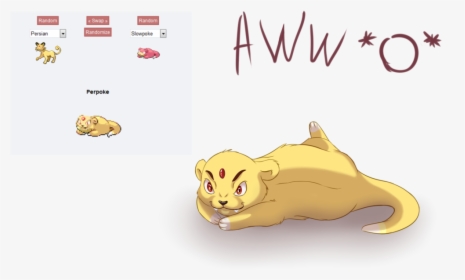 Random
« Swap »
Random
Persian
Randomize
Slowpoke
Perpoke
AWW *O*